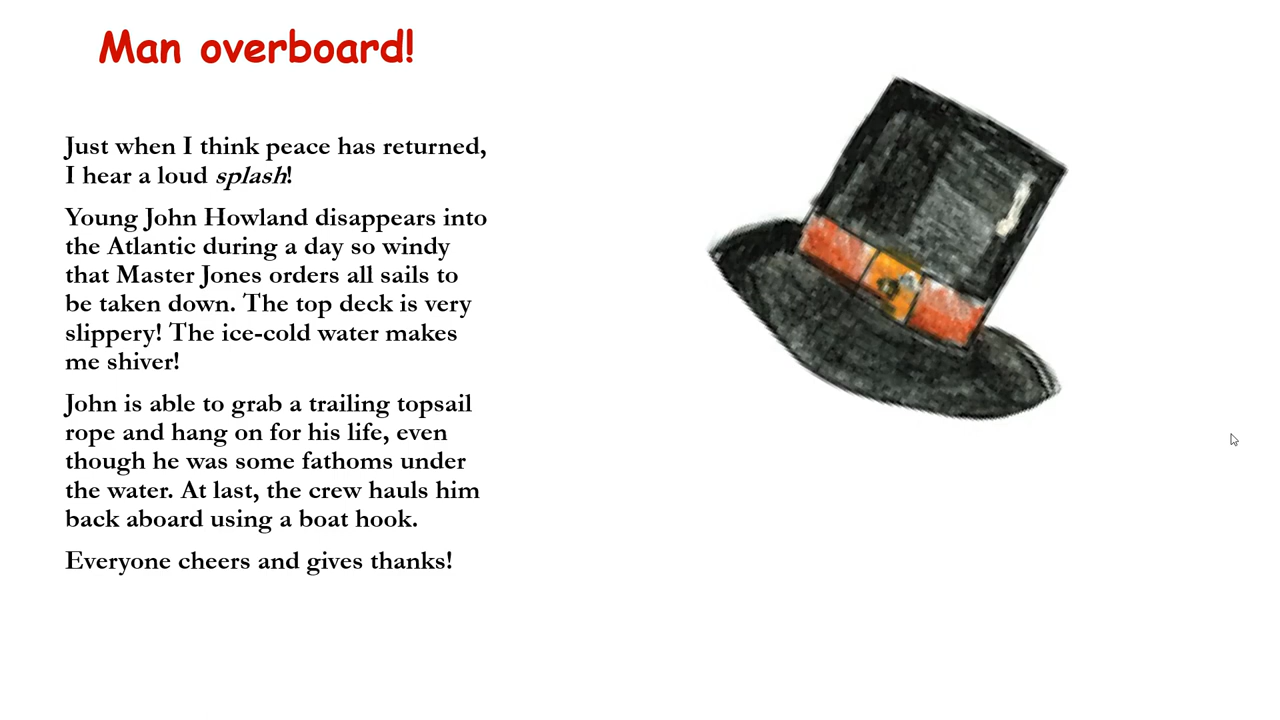 Man overboard!
Just when I think peace has returned,
I hear a loud splash!
Young John Howland disappears into
the Atlantic during a day so windy
that Master Jones orders all sails to
be taken down. The top deck is very
slippery! The ice-cold water makes
me shiver!
John is able to grab a trailing topsail
rope and hang on for his life, even
though he was some fathoms under
the water. At last, the crew hauls him
back aboard using a boat hook.
Everyone cheers and gives thanks!